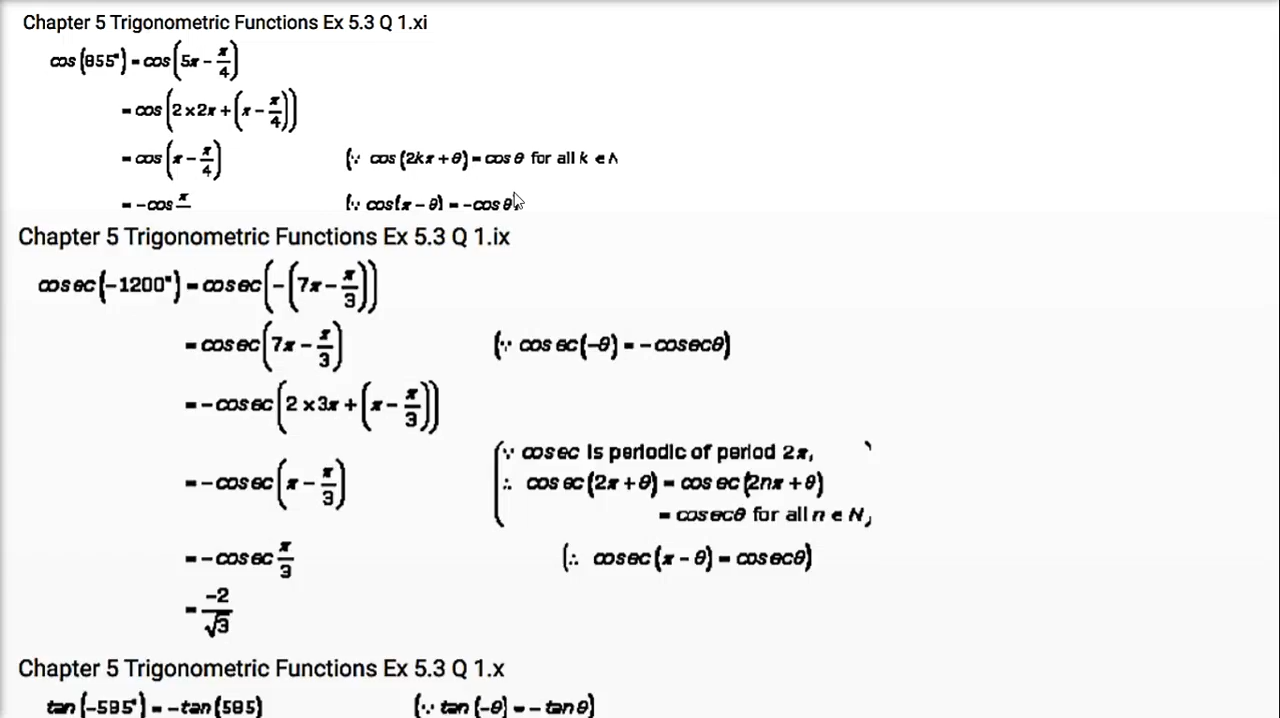 Chapter 5 Trigonometric Functions Ex 5.3 Q 1.xi
cos(855°) = cos(5π - π/4)
= cos(2×2π + (π - π/4))
= cos(π - π/4) (∵ cos(2kπ + θ) = cos θ for all k ∈ N
= -cos π (∵ cos(π - θ) = -cos θ)
Chapter 5 Trigonometric Functions Ex 5.3 Q 1.ix
cosec(-1200°) = cosec(-(7π - π/3))
= cosec(7π - π/3) (∵ cosec(-θ) = -cosecθ)
= -cosec(2×3π + (π - π/3))
= -cosec(π - π/3) (∵ cosec is periodic of period 2π,
∴ cosec(2π + θ) = cosec(2nπ + θ)
= cosecθ for all n ∈ N)
= -cosec π/3 (∴ cosec(π - θ) = cosecθ)
= -2/√3
Chapter 5 Trigonometric Functions Ex 5.3 Q 1.x
tan(-595°) = -tan(595) (∵ tan(-θ) = -tan θ)